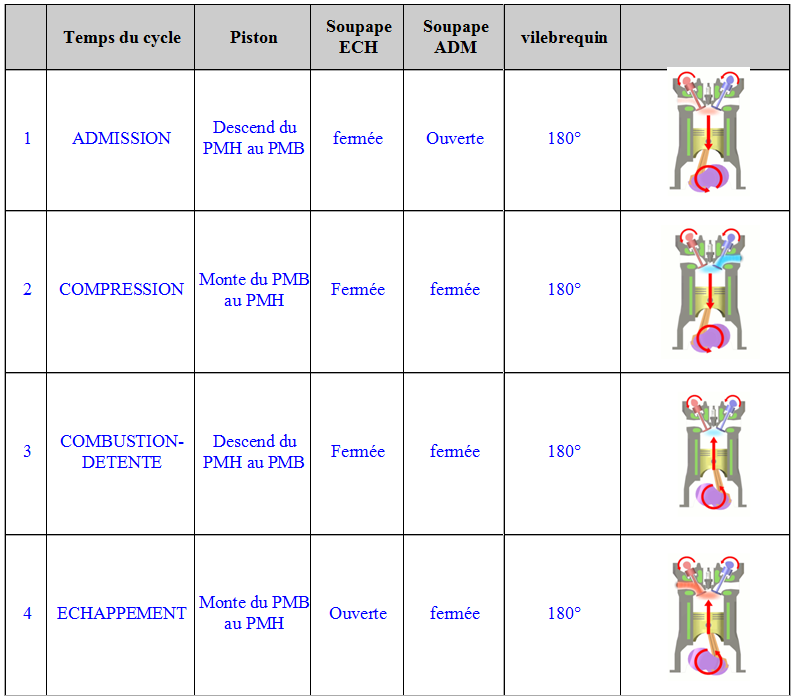 Temps du cycle
Piston
Soupape
ECH
Soupape
ADM
vilebrequin
1
ADMISSION
Descend du
PMH au PMB
fermée
Ouverte
180°
2
COMPRESSION
Monte du PMB
au PMH
Fermée
fermée
180°
3
COMBUSTION-
DETENTE
Descend du
PMH au PMB
Fermée
fermée
180°
4
ECHAPPEMENT
Monte du PMB
au PMH
Ouverte
fermée
180°